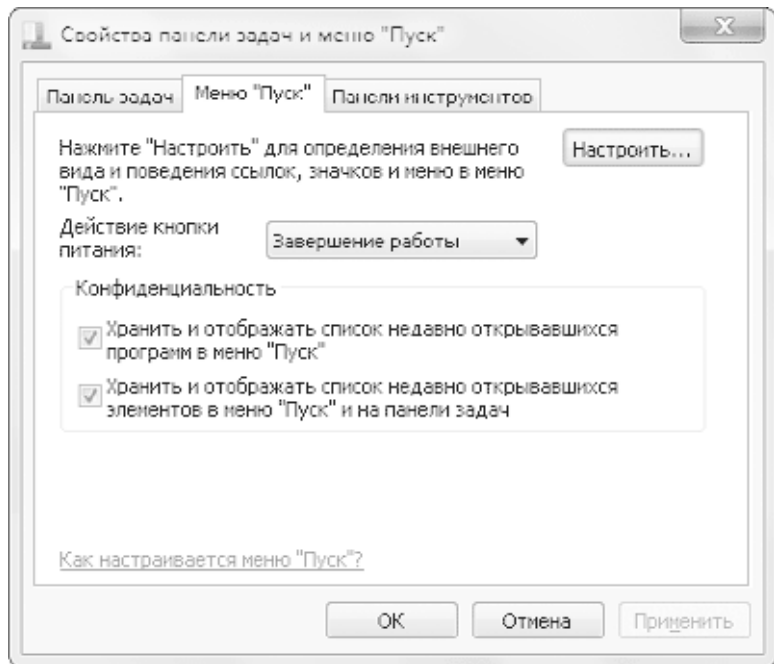 Свойства панели задач и меню "Пуск"
Панель задач
Меню "Пуск"
Панели инструментов
Нажмите "Настроить" для определения внешнего
вида и поведения ссылок, значков и меню в меню
"Пуск".
Настроить...
Действие кнопки
питания:
Завершение работы
Конфиденциальность
Хранить и отображать список недавно открывавшихся
программ в меню "Пуск"
Хранить и отображать список недавно открывавшихся
элементов в меню "Пуск" и на панели задач
Как настраивается меню "Пуск"?
ОК
Отмена
Применить